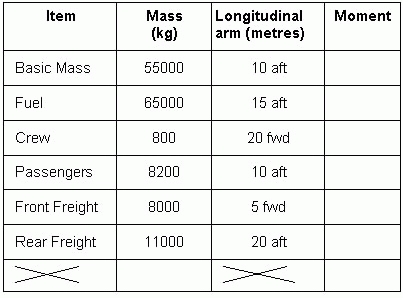 Item Mass (kg) Longitudinal arm (metres) Moment
Basic Mass 55000 10 aft
Fuel 65000 15 aft
Crew 800 20 fwd
Passengers 8200 10 aft
Front Freight 8000 5 fwd
Rear Freight 11000 20 aft